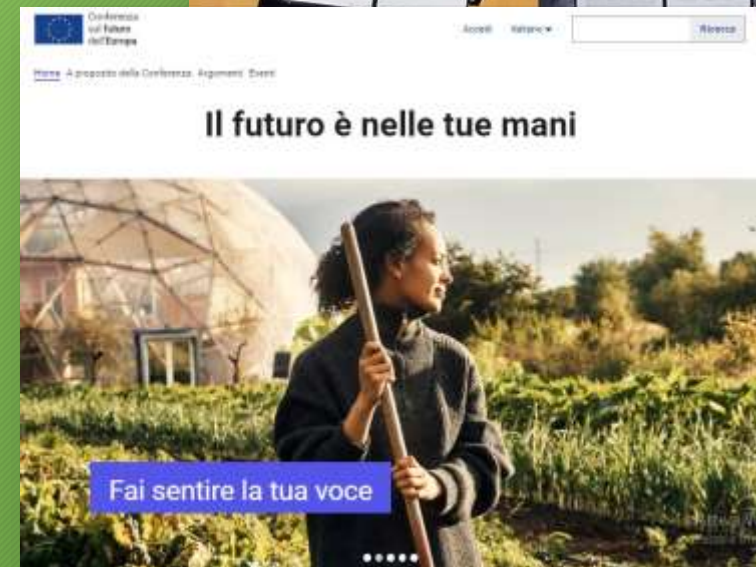 Conferenza
sul futuro
dell'Europa
Accedi Italiano Ricerca
Home A proposito della Conferenza Argomenti Eventi
Il futuro è nelle tue mani
Fai sentire la tua voce